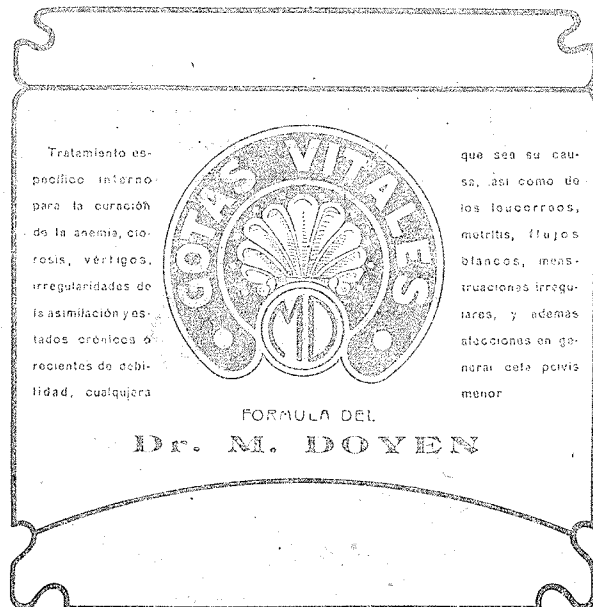 Tratamiento es-
pecífico interno
para la curación
de la anemia, clo-
rosis, vértigos,
irregularidades de
la asimilación y es-
tados crónicos o
recientes de debi-
lidad, cualquiera
GOTAS VITALES
MD
que sea su cau-
sa, así como de
los leucorreos,
metritis, flujos
blancos, mens-
truaciones irregu-
lares, y además
afecciones en ge-
neral de la pelvis
menor
FORMULA DEL
Dr. M. DOYEN